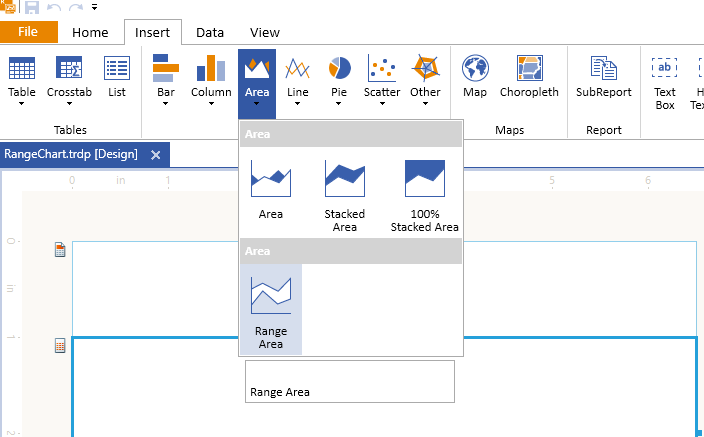 File Home Insert Data View
Table Crosstab List Bar Column Area Line Pie Scatter Other Map Choropleth SubReport Text Box
Tables Maps Report
Area
RangeChart.trdp [Design]
0 in 1 5 6
Area Stacked Area 100% Stacked Area
0
Area
in
Range Area
1
Range Area
2